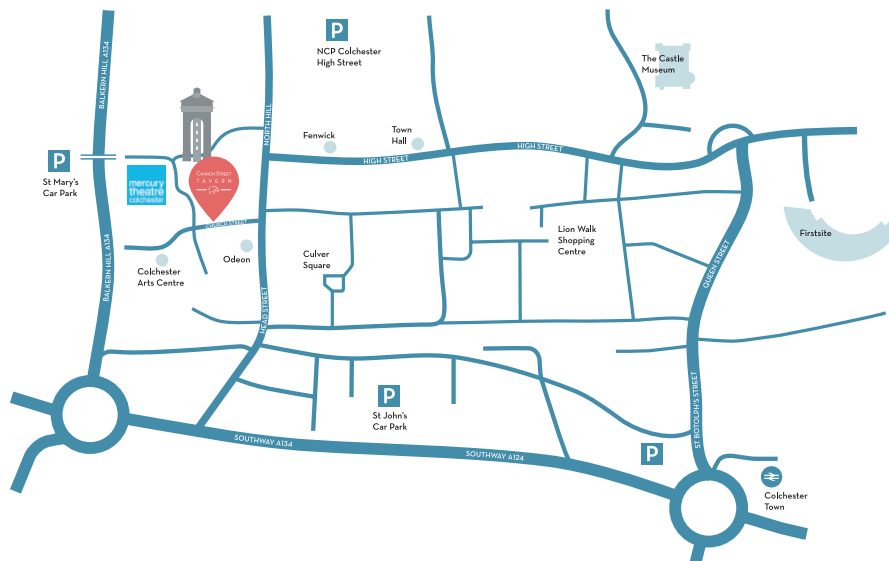 P
NCP Colchester
High Street
The Castle
Museum
BALKERN HILL A134
NORTH HILL
Fenwick
Town
Hall
HIGH STREET
HIGH STREET
P
St Mary's
Car Park
mercury
theatre
colchester
CHURCH STREET
TAVERN
CHURCH STREET
Colchester
Arts Centre
Odeon
Culver
Square
Lion Walk
Shopping
Centre
Firstsite
BALKERN HILL A134
QUEEN STREET
HEAD STREET
P
St John's
Car Park
ST BOTOLPH'S STREET
SOUTHWAY A134
SOUTHWAY A124
P
Colchester
Town